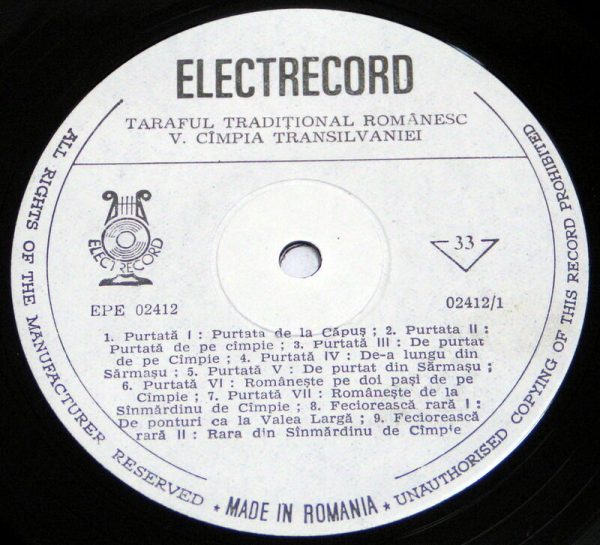 ELECTRECORD
TARAFUL TRADIȚIONAL ROMÂNESC
V. CÎMPIA TRANSILVANIEI
ELECTRECORD
33
EPE 02412
02412/1
1. Purtată I : Purtata de la Căpuș ; 2. Purtata II :
Purtată de pe cîmpie ; 3. Purtată III : De purtat
de pe Cîmpie ; 4. Purtată IV : De-a lungu din
Sărmașu ; 5. Purtată V : De purtat din Sărmașu ;
6. Purtată VI : Românește pe doi pași de pe
Cîmpie ; 7. Purtată VII : Românește de la
Sînmărdinu de Cîmpie ; 8. Feciorească rară I :
De ponturi ca la Valea Largă ; 9. Feciorească
rară II : Rara din Sînmărdinu de Cîmpie
ALL RIGHTS OF THE MANUFACTURER RESERVED * MADE IN ROMANIA * UNAUTHORISED COPYING OF THIS RECORD PROHIBITED